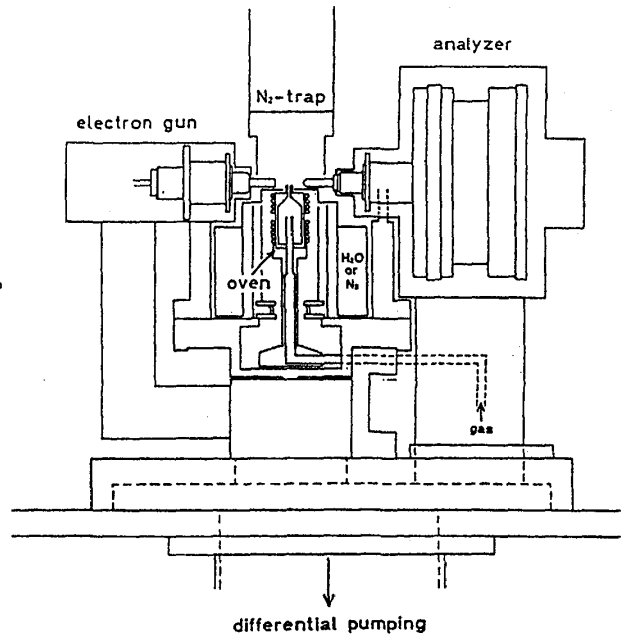 analyzer
N₂-trap
electron gun
oven
H₂O
or
N₂
gas
differential pumping